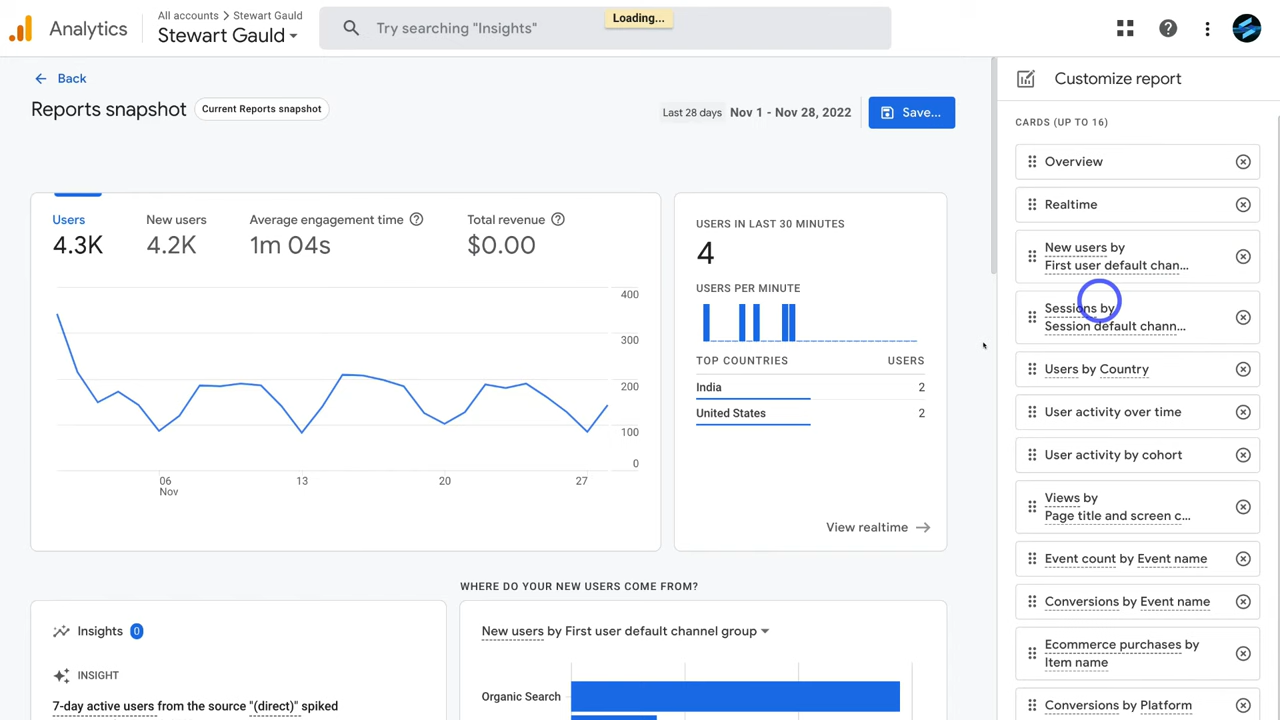 Analytics
All accounts > Stewart Gauld
Stewart Gauld
Try searching "Insights"
Loading...
Back
Reports snapshot
Current Reports snapshot
Last 28 days
Nov 1 - Nov 28, 2022
Save...
Users
4.3K
New users
4.2K
Average engagement time
1m 04s
Total revenue
$0.00
400
300
200
100
0
06
Nov
13
20
27
USERS IN LAST 30 MINUTES
4
USERS PER MINUTE
TOP COUNTRIES USERS
India 2
United States 2
View realtime
WHERE DO YOUR NEW USERS COME FROM?
Insights 0
INSIGHT
7-day active users from the source "(direct)" spiked
New users by First user default channel group
Organic Search
Customize report
CARDS (UP TO 16)
Overview
Realtime
New users by
First user default chan...
Sessions by
Session default chann...
Users by Country
User activity over time
User activity by cohort
Views by
Page title and screen c...
Event count by Event name
Conversions by Event name
Ecommerce purchases by
Item name
Conversions by Platform